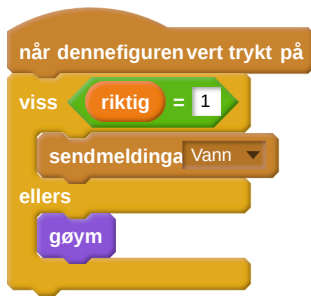 når dennefiguren vert trykt på
viss riktig = 1
sendmeldinga Vann
ellers
gøym